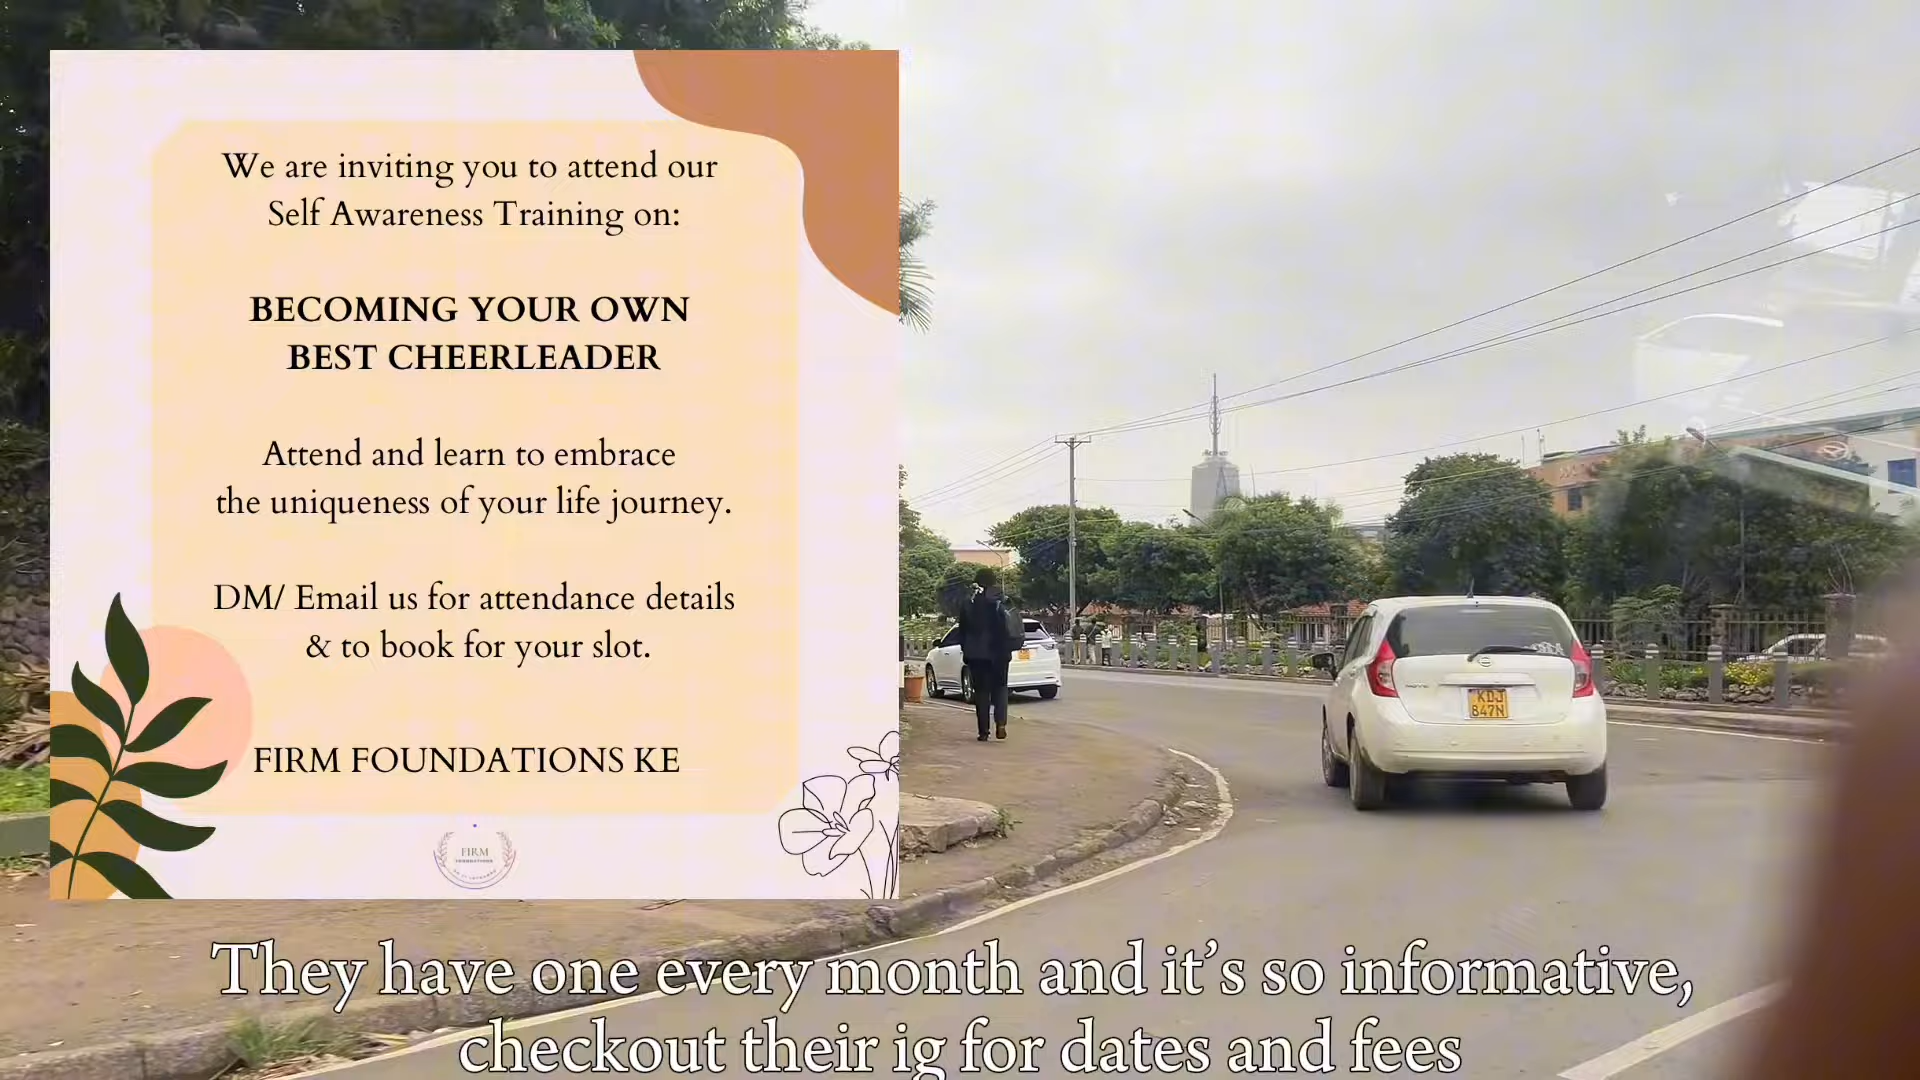 We are inviting you to attend our
Self Awareness Training on:
BECOMING YOUR OWN
BEST CHEERLEADER
Attend and learn to embrace
the uniqueness of your life journey.
DM/ Email us for attendance details
& to book for your slot.
FIRM FOUNDATIONS KE
FIRM
FOUNDATIONS
KDJ
847N
They have one every month and it's so informative,
checkout their ig for dates and fees